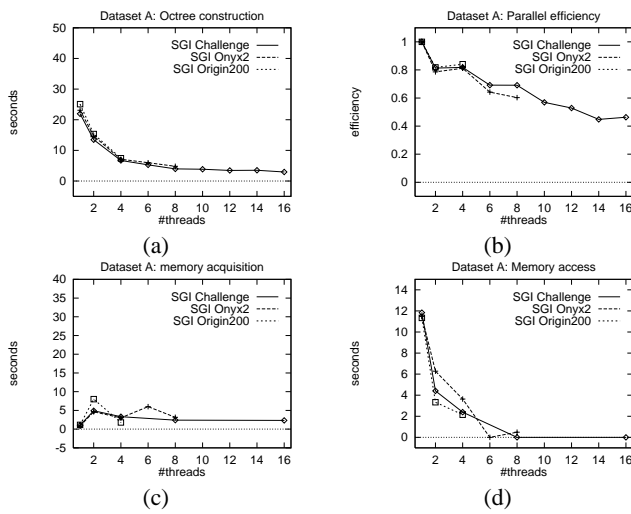 Dataset A: Octree construction
50
40
30
20
10
0
seconds
SGI Challenge
SGI Onyx2
SGI Origin200
2 4 6 8 10 12 14 16
#threads
(a)
Dataset A: Parallel efficiency
1
0.8
0.6
0.4
0.2
0
efficiency
SGI Challenge
SGI Onyx2
SGI Origin200
2 4 6 8 10 12 14 16
#threads
(b)
Dataset A: memory acquisition
40
35
30
25
20
15
10
5
0
-5
seconds
SGI Challenge
SGI Onyx2
SGI Origin200
2 4 6 8 10 12 14 16
#threads
(c)
Dataset A: Memory access
14
12
10
8
6
4
2
0
seconds
SGI Challenge
SGI Onyx2
SGI Origin200
2 4 6 8 10 12 14 16
#threads
(d)